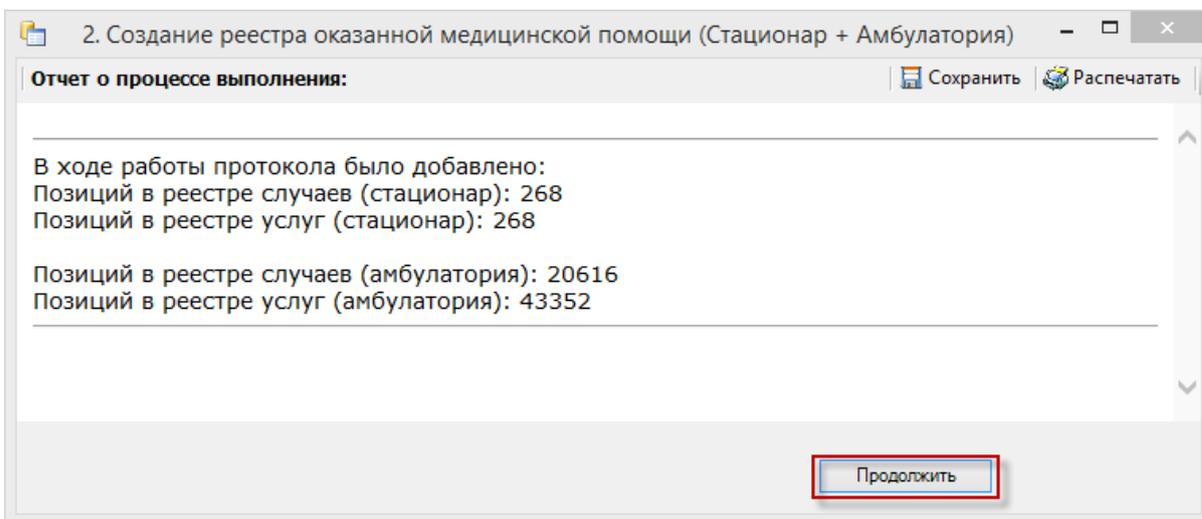 2. Создание реестра оказанной медицинской помощи (Стационар + Амбулатория)
Отчет о процессе выполнения: Сохранить Распечатать
В ходе работы протокола было добавлено:
Позиций в реестре случаев (стационар): 268
Позиций в реестре услуг (стационар): 268
Позиций в реестре случаев (амбулатория): 20616
Позиций в реестре услуг (амбулатория): 43352
Продолжить